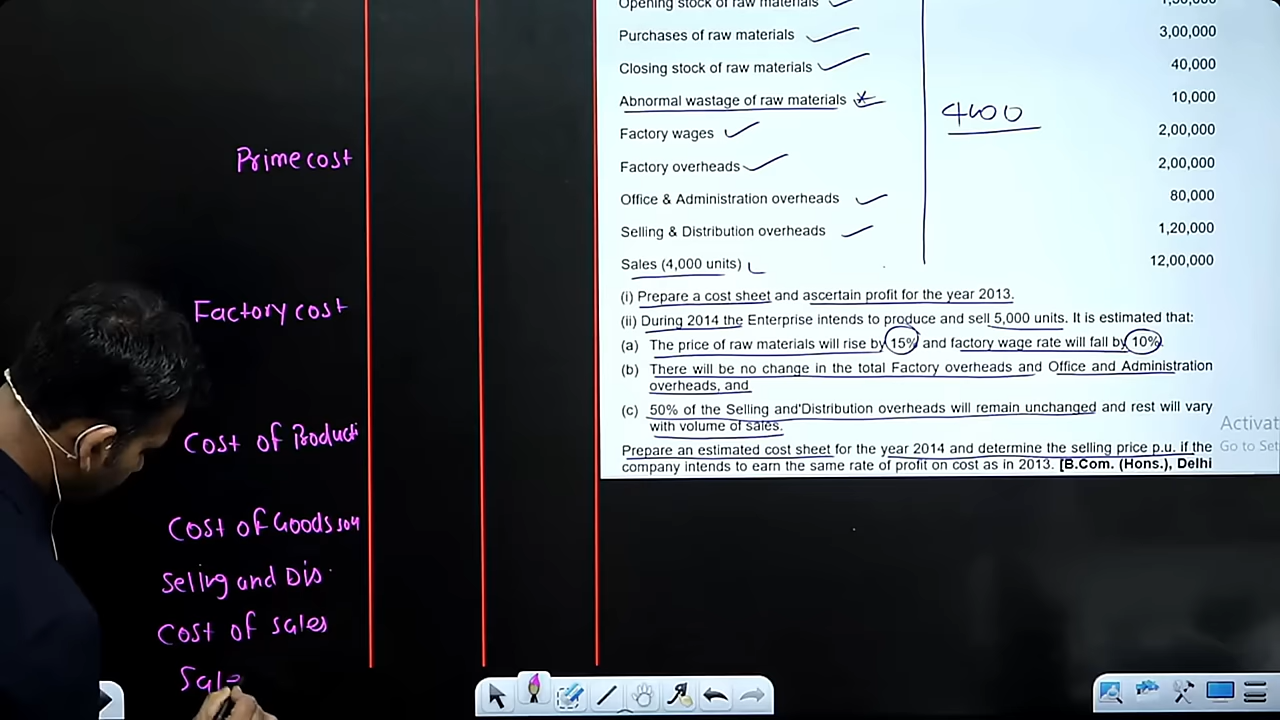 Opening stock of raw materials
Purchases of raw materials 3,00,000
Closing stock of raw materials 40,000
Abnormal wastage of raw materials 10,000
4000
Factory wages 2,00,000
Factory overheads 2,00,000
Office & Administration overheads 80,000
Selling & Distribution overheads 1,20,000
Sales (4,000 units) 12,00,000
(i) Prepare a cost sheet and ascertain profit for the year 2013.
(ii) During 2014 the Enterprise intends to produce and sell 5,000 units. It is estimated that:
(a) The price of raw materials will rise by 15% and factory wage rate will fall by 10%.
(b) There will be no change in the total Factory overheads and Office and Administration
overheads, and
(c) 50% of the Selling and Distribution overheads will remain unchanged and rest will vary
with volume of sales.
Prepare an estimated cost sheet for the year 2014 and determine the selling price p.u. if the
company intends to earn the same rate of profit on cost as in 2013. [B.Com. (Hons.), Delhi
Activat
Go to Set
Prime cost
Factory cost
Cost of Producti
Cost of Goods sold
Seling and Dis
Cost of sales
Sale